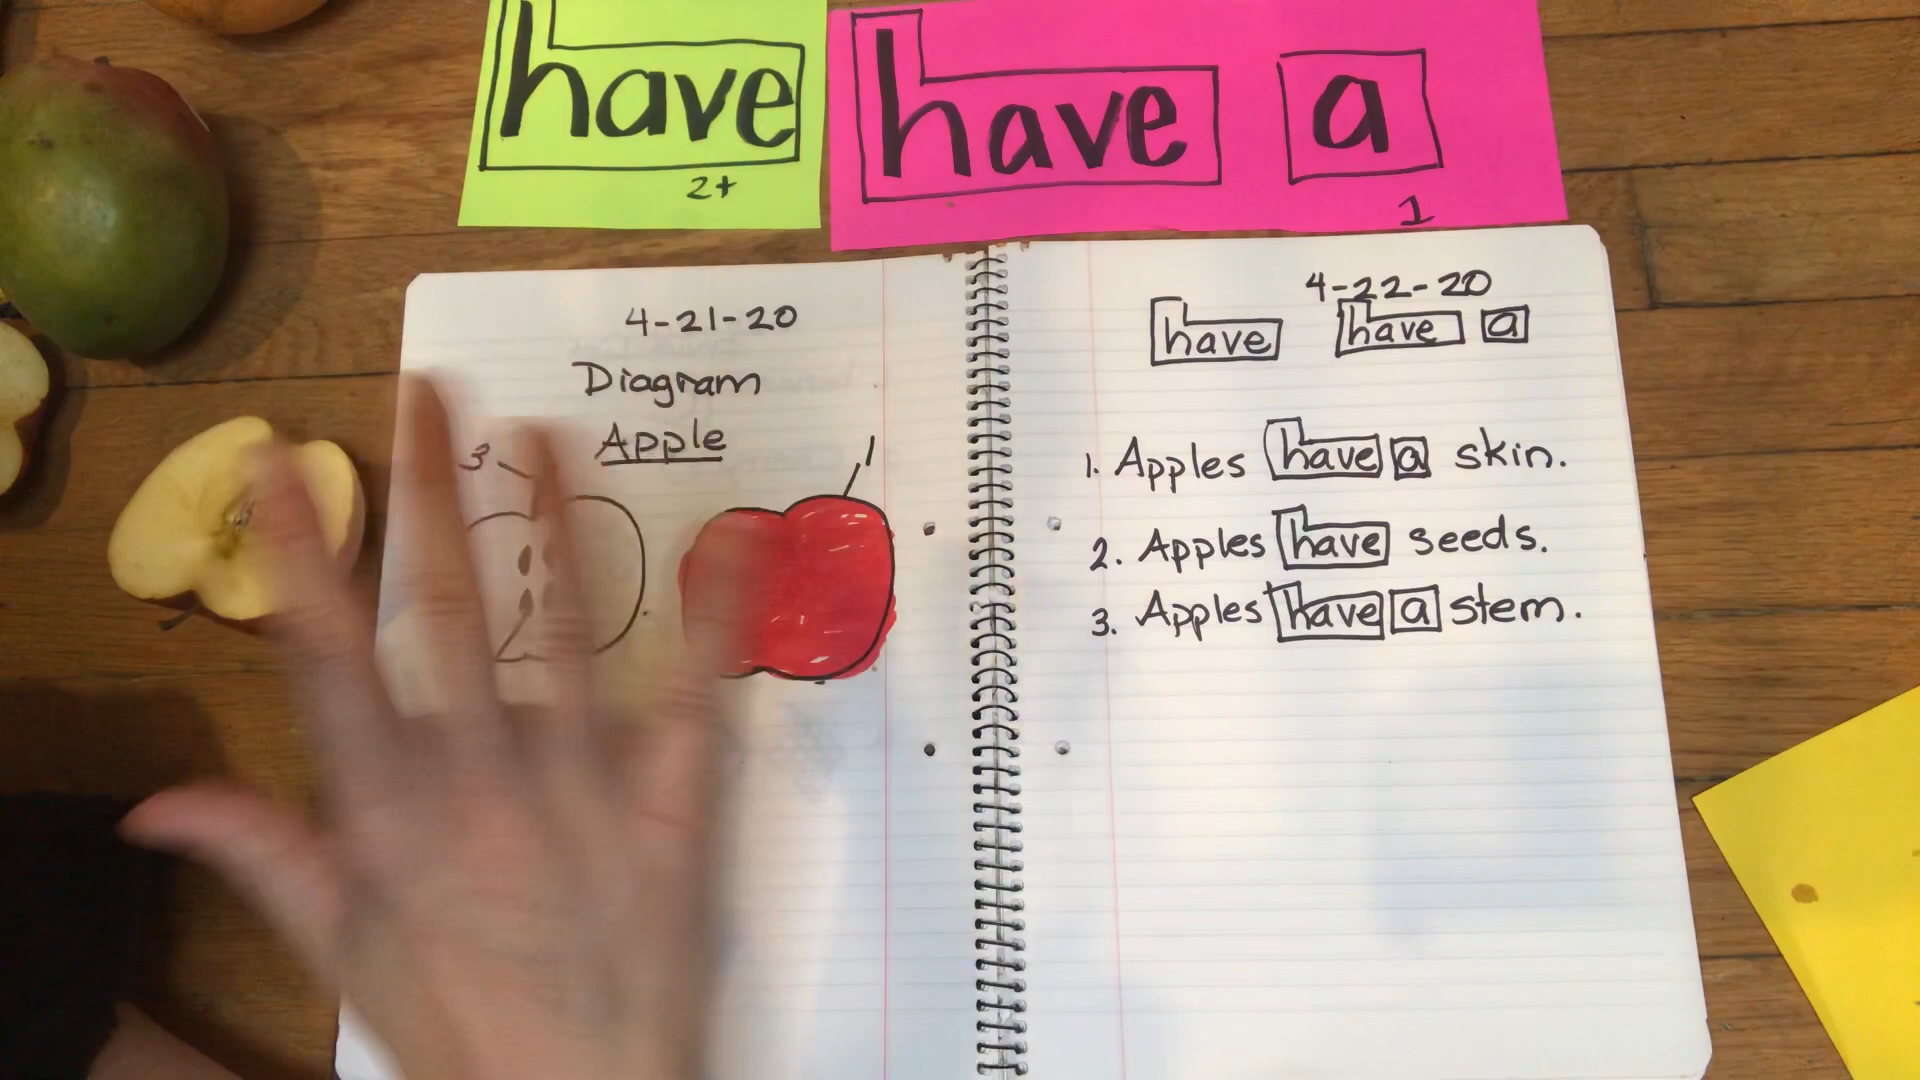 have
2+
have a
1
4-21-20
Diagram
Apple
3
1
2
4-22-20
have have a
1. Apples have a skin.
2. Apples have seeds.
3. Apples have a stem.